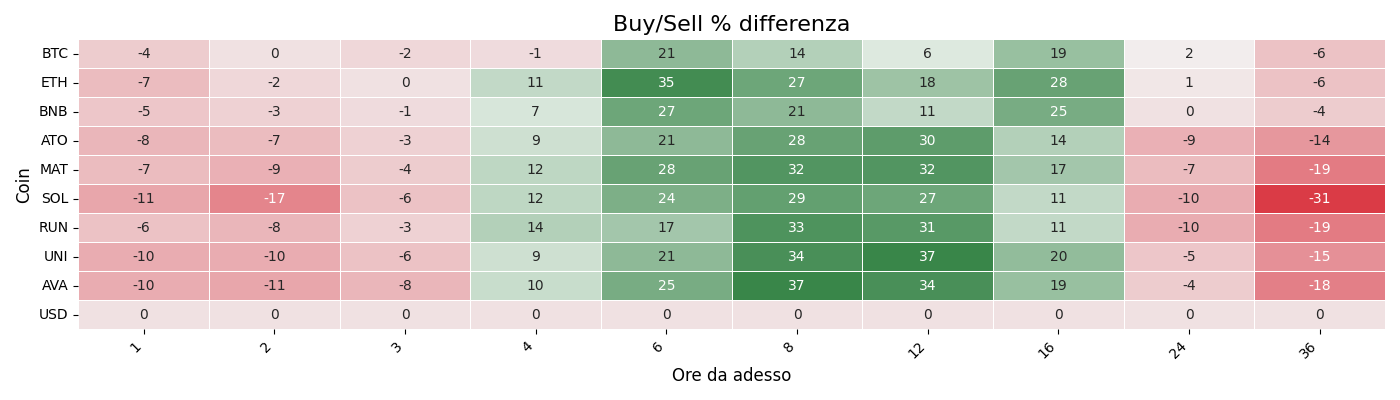 Buy/Sell % differenza
Coin
BTC -4 0 -2 -1 21 14 6 19 2 -6
ETH -7 -2 0 11 35 27 18 28 1 -6
BNB -5 -3 -1 7 27 21 11 25 0 -4
ATO -8 -7 -3 9 21 28 30 14 -9 -14
MAT -7 -9 -4 12 28 32 32 17 -7 -19
SOL -11 -17 -6 12 24 29 27 11 -10 -31
RUN -6 -8 -3 14 17 33 31 11 -10 -19
UNI -10 -10 -6 9 21 34 37 20 -5 -15
AVA -10 -11 -8 10 25 37 34 19 -4 -18
USD 0 0 0 0 0 0 0 0 0 0
1 2 3 4 6 8 12 16 24 36
Ore da adesso